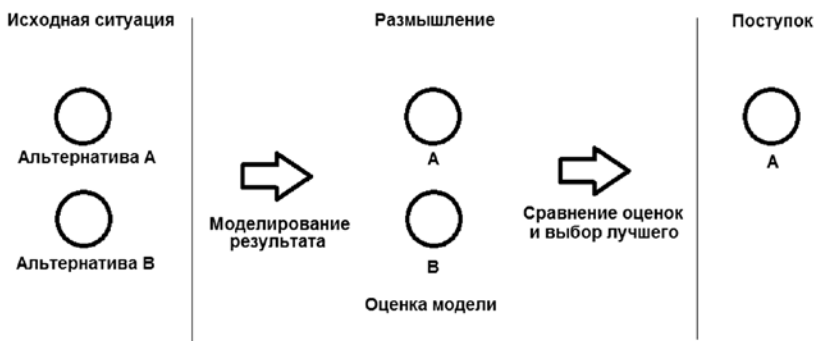 Исходная ситуация
Размышление
Поступок
Альтернатива А
Альтернатива В
Моделирование
результата
А
В
Оценка модели
Сравнение оценок
и выбор лучшего
А